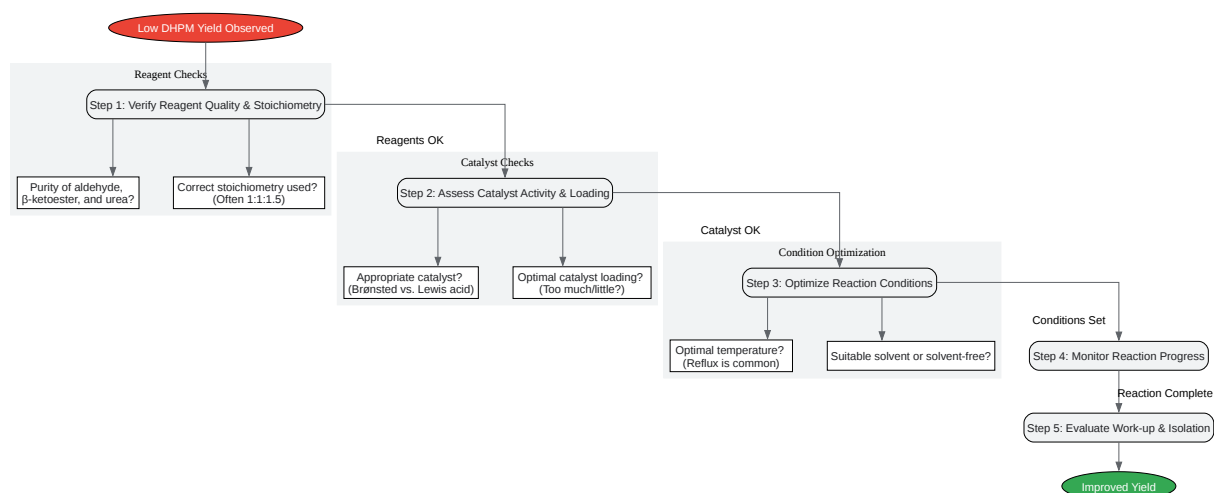 Low DHPM Yield Observed
Reagent Checks
Step 1: Verify Reagent Quality & Stoichiometry
Reagents OK
Purity of aldehyde,
β-ketoester, and urea?
Correct stoichiometry used?
(Often 1:1:1.5)
Catalyst Checks
Step 2: Assess Catalyst Activity & Loading
Catalyst OK
Appropriate catalyst?
(Brønsted vs. Lewis acid)
Optimal catalyst loading?
(Too much/little?)
Condition Optimization
Step 3: Optimize Reaction Conditions
Conditions Set
Optimal temperature?
(Reflux is common)
Suitable solvent or solvent-free?
Step 4: Monitor Reaction Progress
Reaction Complete
Step 5: Evaluate Work-up & Isolation
Improved Yield